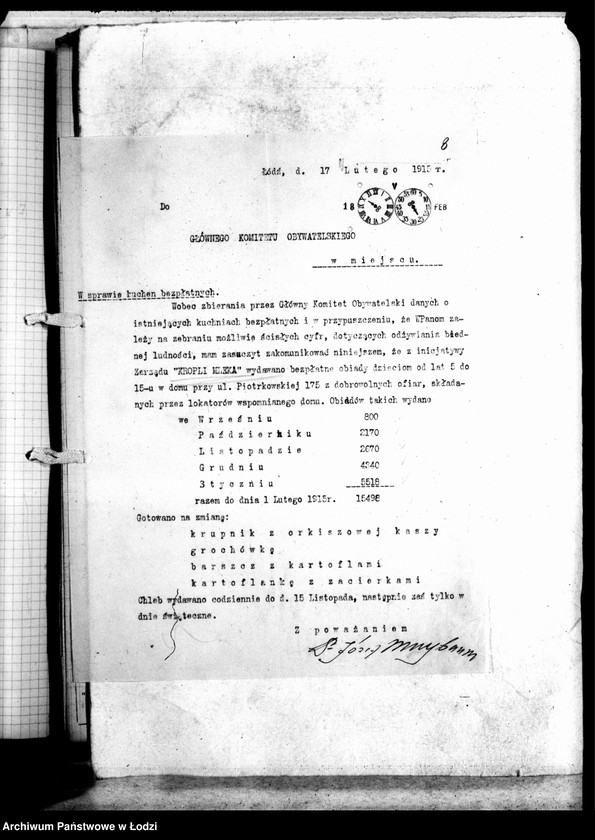 8
Łódź, d. 17 Lutego 1915 r.
V
Do
18 FEB
GŁÓWNEGO KOMITETU OBYWATELSKIEGO
w miejscu.
W sprawie kuchen bezpłatnych.
Wobec zbierania przez Główny Komitet Obywatelski danych o
istniejących kuchniach bezpłatnych i w przypuszczeniu, że WPanom za-
leży na zebraniu możliwie ścisłych cyfr, dotyczących odżywiania bied-
nej ludności, mam zaszczyt zakomunikować niniejszem, że z inicjatywy
Zarządu "KROPLI MLEKA" wydawano bezpłatne obiady dzieciom od lat 5 do
15-u w domu przy ul. Piotrkowskiej 175 z dobrowolnych ofiar, składa-
nych przez lokatorów wspomnianego domu. Obiadów takich wydano
we Wrześniu 800
Październiku 2170
Listopadzie 2670
Grudniu 4340
Styczniu 5518
razem do dnia 1 Lutego 1915r. 15498
Gotowano na zmianę:
krupnik z orkiszowej kaszy
grochówkę
barszcz z kartoflami
kartoflankę z zacierkami
Chleb wydawano codziennie do d. 15 Listopada, następnie zaś tylko w
dnie świąteczne.
Z poważaniem
Dr Józef
Archiwum Państwowe w Łodzi